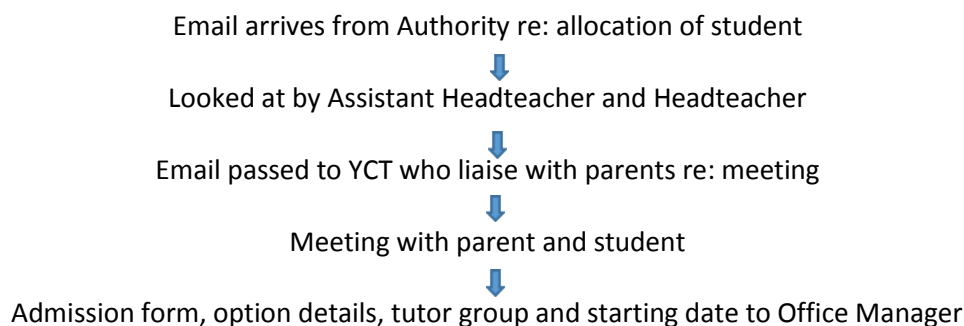 Email arrives from Authority re: allocation of student
Looked at by Assistant Headteacher and Headteacher
Email passed to YCT who liaise with parents re: meeting
Meeting with parent and student
Admission form, option details, tutor group and starting date to Office Manager